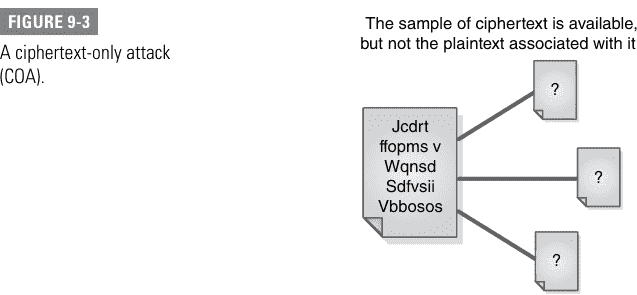 FIGURE 9-3
A ciphertext-only attack
(COA).
The sample of ciphertext is available,
but not the plaintext associated with it
Jcdrt
ffopms v
Wqnsd
Sdfvsii
Vbbosos
?
?
?